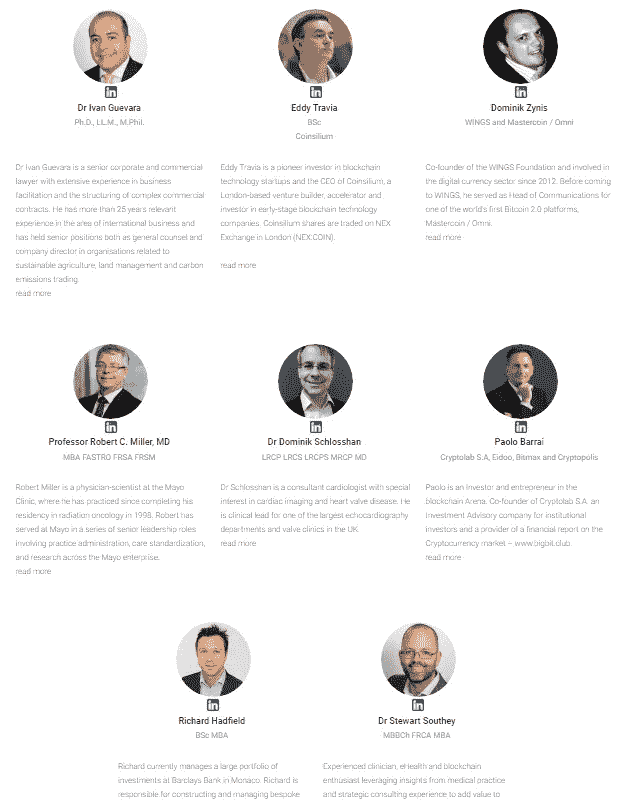 in
in
in
Dr Ivan Guevara
Eddy Travia
Dominik Zynis
Ph.D., LL.M., M.Phil.
BSc
Coinsilium
WINGS and Mastercoin / Omni
Dr Ivan Guevara is a senior corporate and commercial
lawyer with extensive experience in business
facilitation and the structuring of complex commercial
contracts. He has more than 25 years relevant
experience in the area of international business and
has held senior positions both as general counsel and
company director in organisations related to
sustainable agriculture, land management and carbon
emissions trading.
read more
Eddy Travia is a pioneer investor in blockchain
technology startups and the CEO of Coinsilium, a
London-based venture builder, accelerator and
investor in early-stage blockchain technology
companies. Coinsilium shares are traded on NEX
Exchange in London (NEX:COIN).
read more
Co-founder of the WINGS Foundation and involved in
the digital currency sector since 2012. Before coming
to WINGS, he served as Head of Communications for
one of the world's first Bitcoin 2.0 platforms,
Mastercoin / Omni.
read more
in
in
in
Professor Robert C. Miller, MD
Dr Dominik Schlosshan
Paolo Barrai
MBA FASTRO FRSA FRSM
LRCP LRCS LRCPS MRCP MD
Cryptolab S.A, Eidoo, Bitmax and Cryptopolis
Robert Miller is a physician-scientist at the Mayo
Clinic, where he has practiced since completing his
residency in radiation oncology in 1998. Robert has
served at Mayo in a series of senior leadership roles
involving practice administration, care standardization,
and research across the Mayo enterprise.
read more
Dr Schlosshan is a consultant cardiologist with special
interest in cardiac imaging and heart valve disease. He
is clinical lead for one of the largest echocardiography
departments and valve clinics in the UK.
read more
Paolo is an Investor and entrepreneur in the
blockchain Arena. Co-founder of Cryptolab S.A. an
Investment Advisory company for institutional
investors and a provider of a financial report on the
Cryptocurrency market – www.bigbit.club.
read more
in
in
Richard Hadfield
Dr Stewart Southey
BSc MBA
MBBCh FRCA MBA
Richard currently manages a large portfolio of
investments at Barclays Bank in Monaco. Richard is
responsible for constructing and managing bespoke
Experienced clinician, eHealth and blockchain
enthusiast leveraging insights from medical practice
and strategic consulting experience to add value to